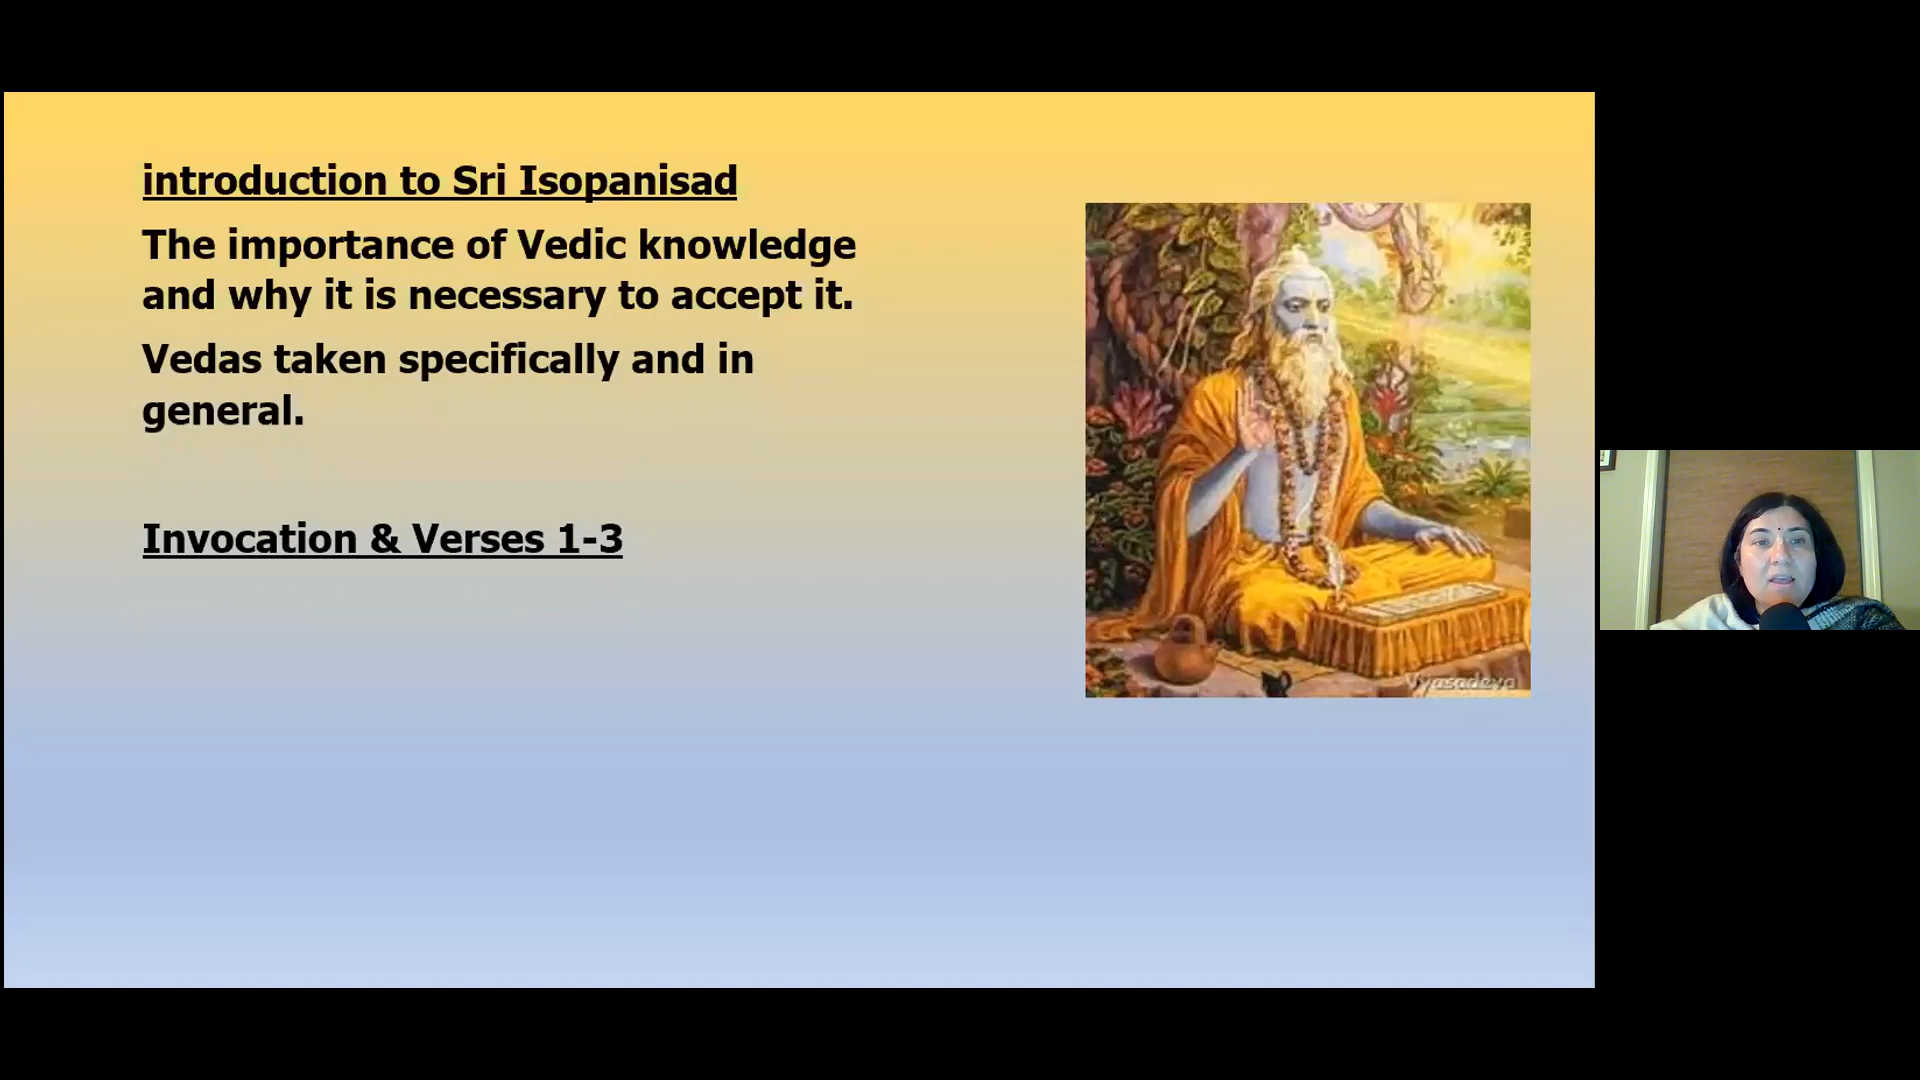 introduction to Sri Isopanisad
The importance of Vedic knowledge
and why it is necessary to accept it.
Vedas taken specifically and in
general.
Invocation & Verses 1-3
Vyasadeva